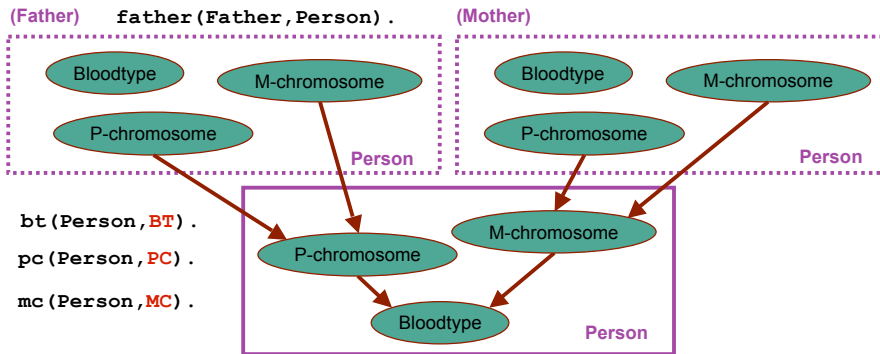 (Father) father(Father,Person). (Mother)
Bloodtype M-chromosome Bloodtype M-chromosome
P-chromosome P-chromosome
Person Person
bt(Person,BT). M-chromosome
pc(Person,PC). P-chromosome
mc(Person,MC).
Bloodtype
Person